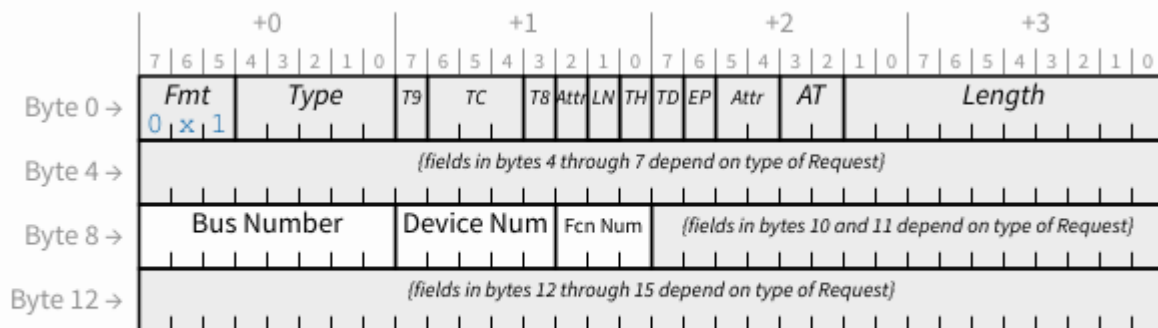 +0 +1 +2 +3
7 6 5 4 3 2 1 0 7 6 5 4 3 2 1 0 7 6 5 4 3 2 1 0 7 6 5 4 3 2 1 0
Byte 0 → Fmt Type T9 TC T8 Attr LN TH TD EP Attr AT Length
0 x 1
Byte 4 → {fields in bytes 4 through 7 depend on type of Request}
Byte 8 → Bus Number Device Num Fcn Num {fields in bytes 10 and 11 depend on type of Request}
Byte 12 → {fields in bytes 12 through 15 depend on type of Request}